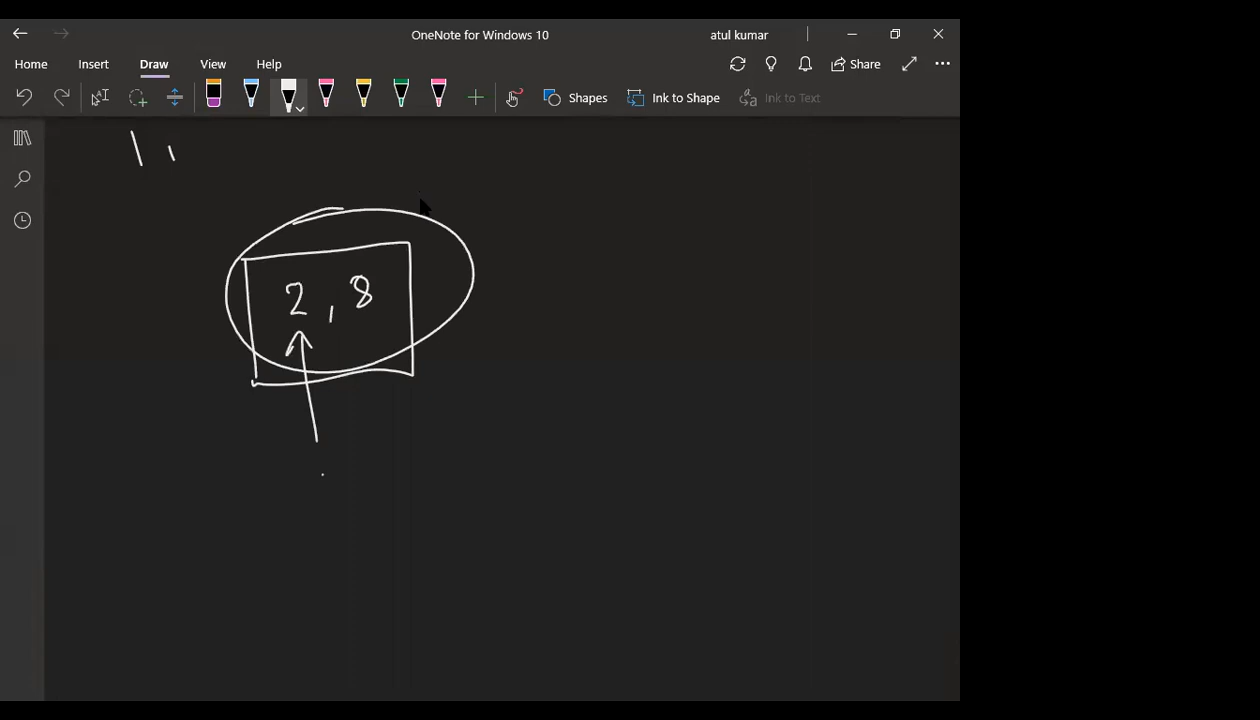 OneNote for Windows 10
atul kumar
Home Insert Draw View Help
Share
Shapes Ink to Shape Ink to Text
2, 8